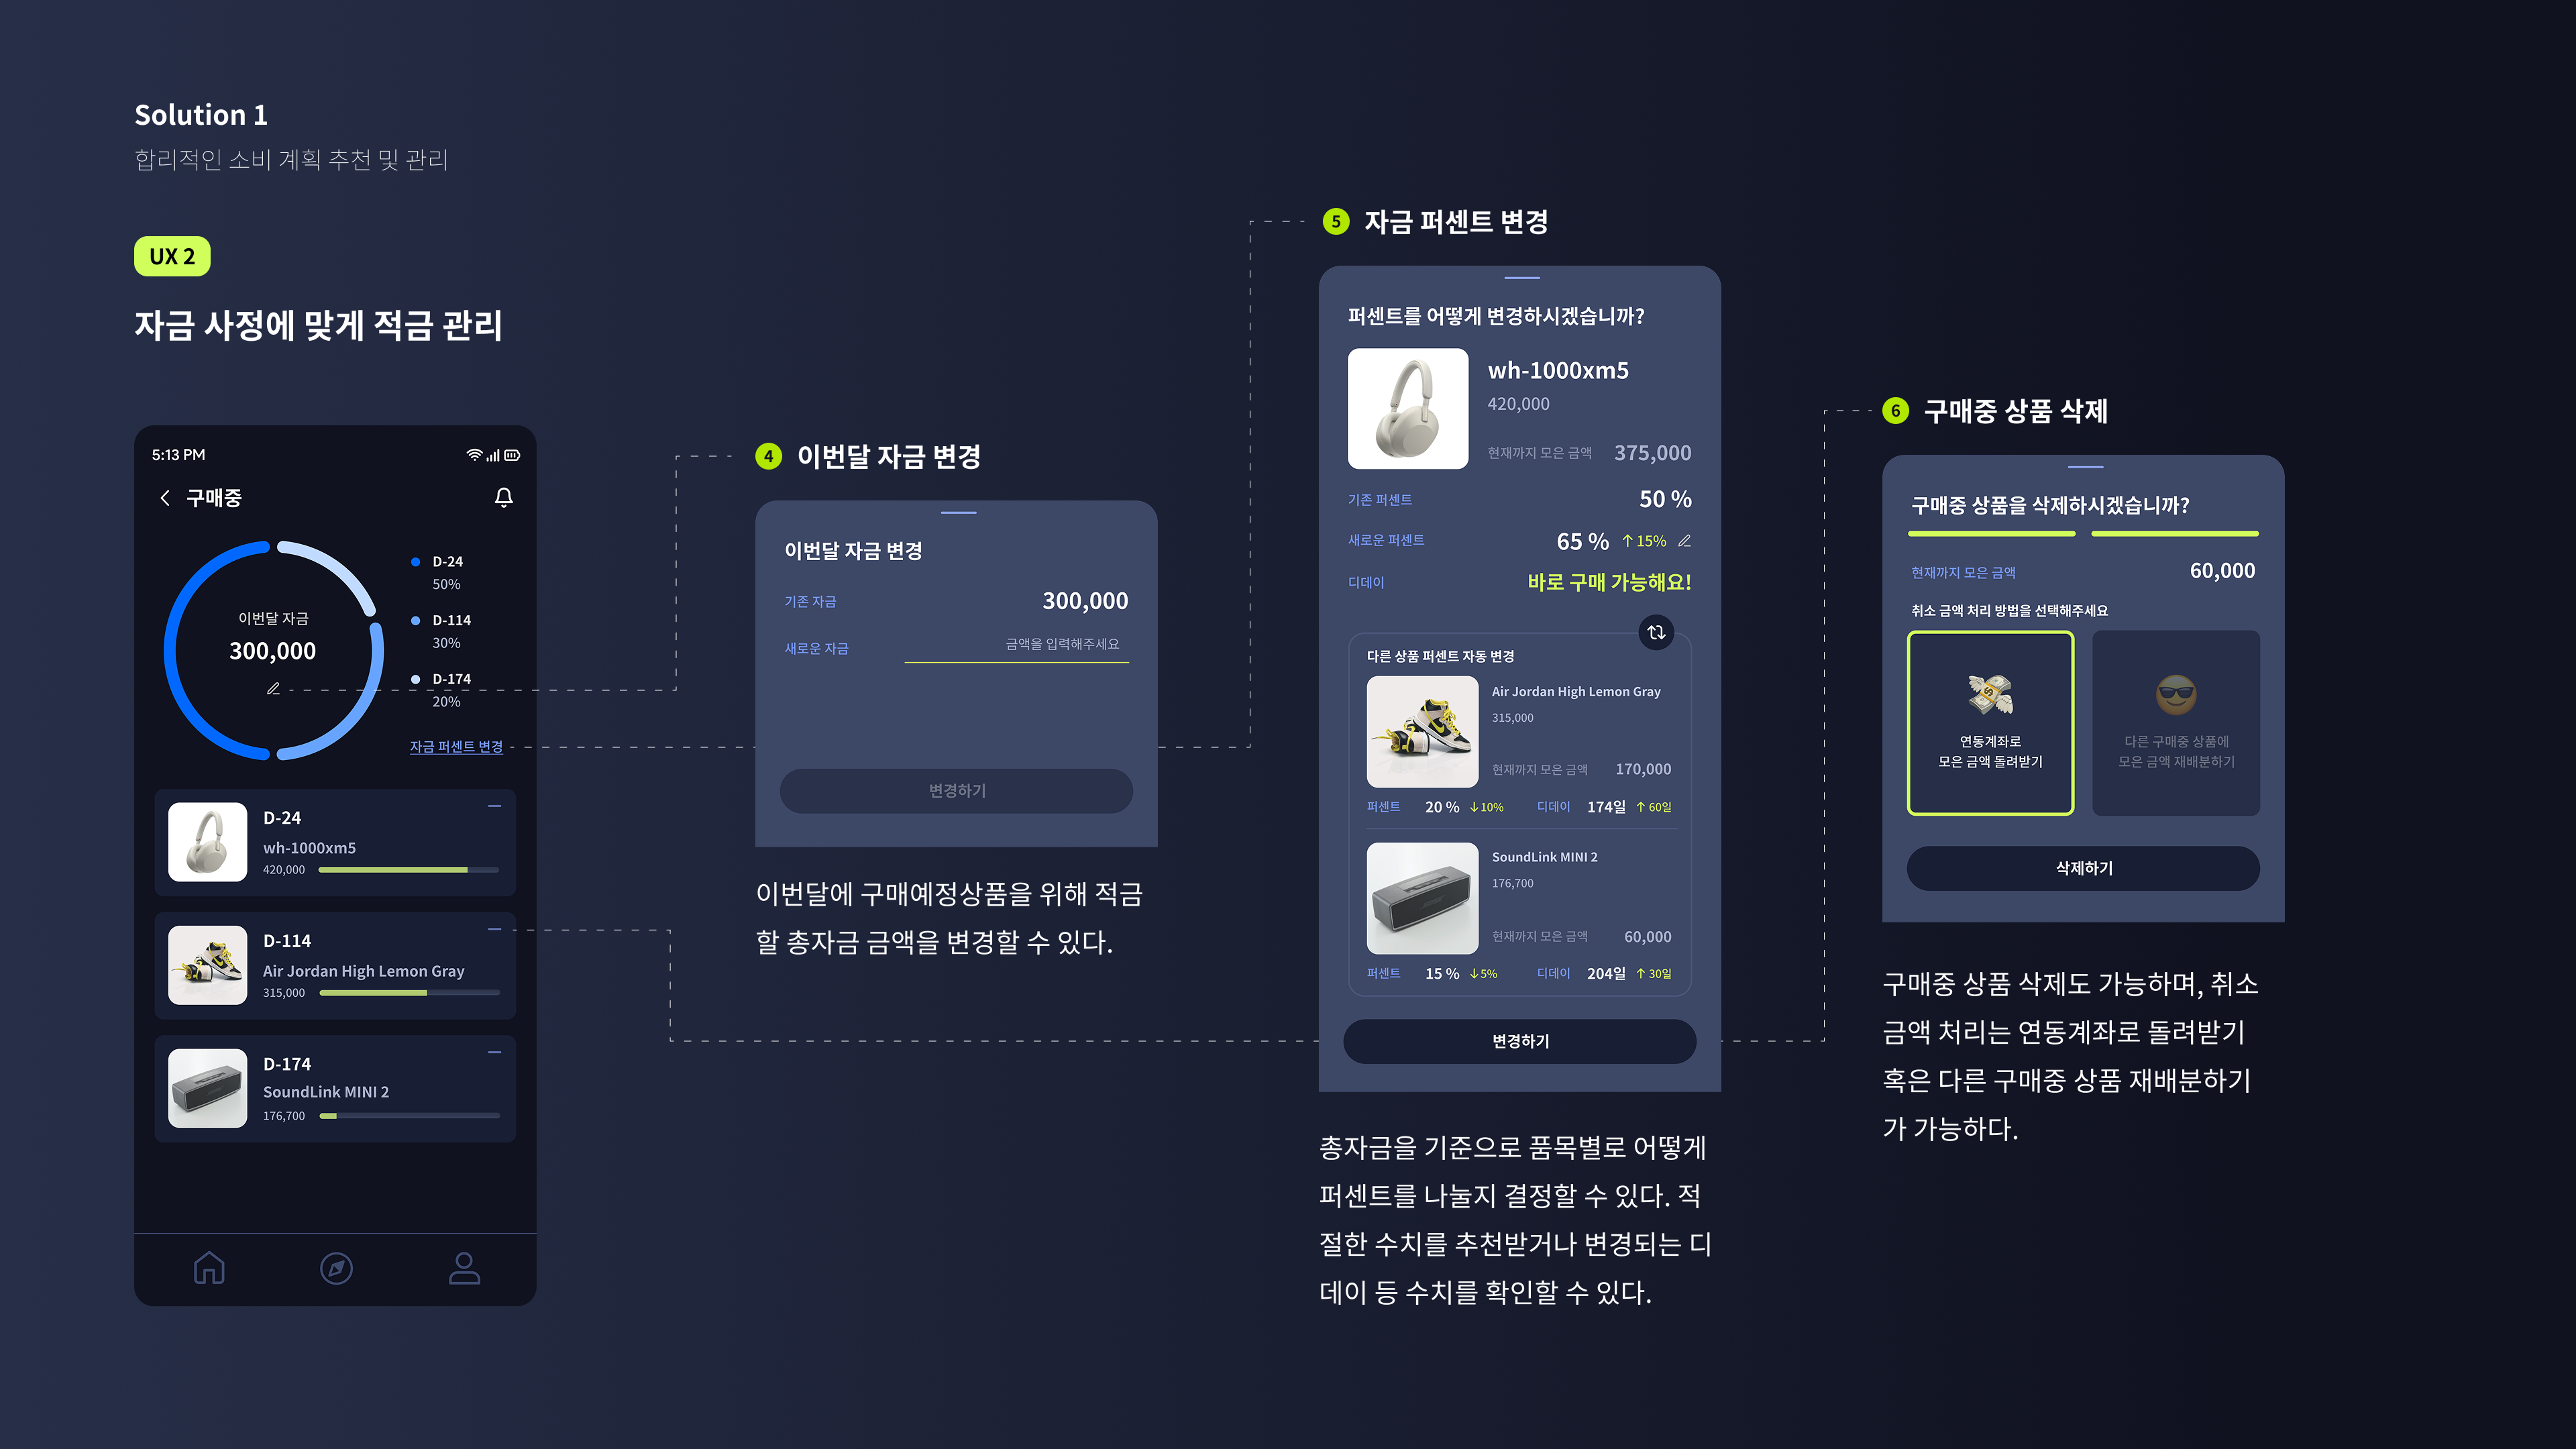 Solution 1
합리적인 소비 계획 추천 및 관리
UX 2
자금 사정에 맞게 적금 관리
5:13 PM
구매중
이번달 자금
300,000
D-24
50%
D-114
30%
D-174
20%
자금 퍼센트 변경
D-24
wh-1000xm5
420,000
D-114
Air Jordan High Lemon Gray
315,000
D-174
SoundLink MINI 2
176,700
4 이번달 자금 변경
이번달 자금 변경
기존 자금 300,000
새로운 자금 금액을 입력해주세요
변경하기
이번달에 구매예정상품을 위해 적금
할 총자금 금액을 변경할 수 있다.
5 자금 퍼센트 변경
퍼센트를 어떻게 변경하시겠습니까?
wh-1000xm5
420,000
현재까지 모은 금액 375,000
기존 퍼센트 50 %
새로운 퍼센트 65 % ↑15%
디데이 바로 구매 가능해요!
다른 상품 퍼센트 자동 변경
Air Jordan High Lemon Gray
315,000
현재까지 모은 금액 170,000
퍼센트 20 % ↓10% 디데이 174일 ↑ 60일
SoundLink MINI 2
176,700
현재까지 모은 금액 60,000
퍼센트 15 % ↓5% 디데이 204일 ↑ 30일
변경하기
총자금을 기준으로 품목별로 어떻게
퍼센트를 나눌지 결정할 수 있다. 적
절한 수치를 추천받거나 변경되는 디
데이 등 수치를 확인할 수 있다.
6 구매중 상품 삭제
구매중 상품을 삭제하시겠습니까?
현재까지 모은 금액 60,000
취소 금액 처리 방법을 선택해주세요
연동계좌로
모은 금액 돌려받기
다른 구매중 상품에
모은 금액 재배분하기
삭제하기
구매중 상품 삭제도 가능하며, 취소
금액 처리는 연동계좌로 돌려받기
혹은 다른 구매중 상품 재배분하기
가 가능하다.